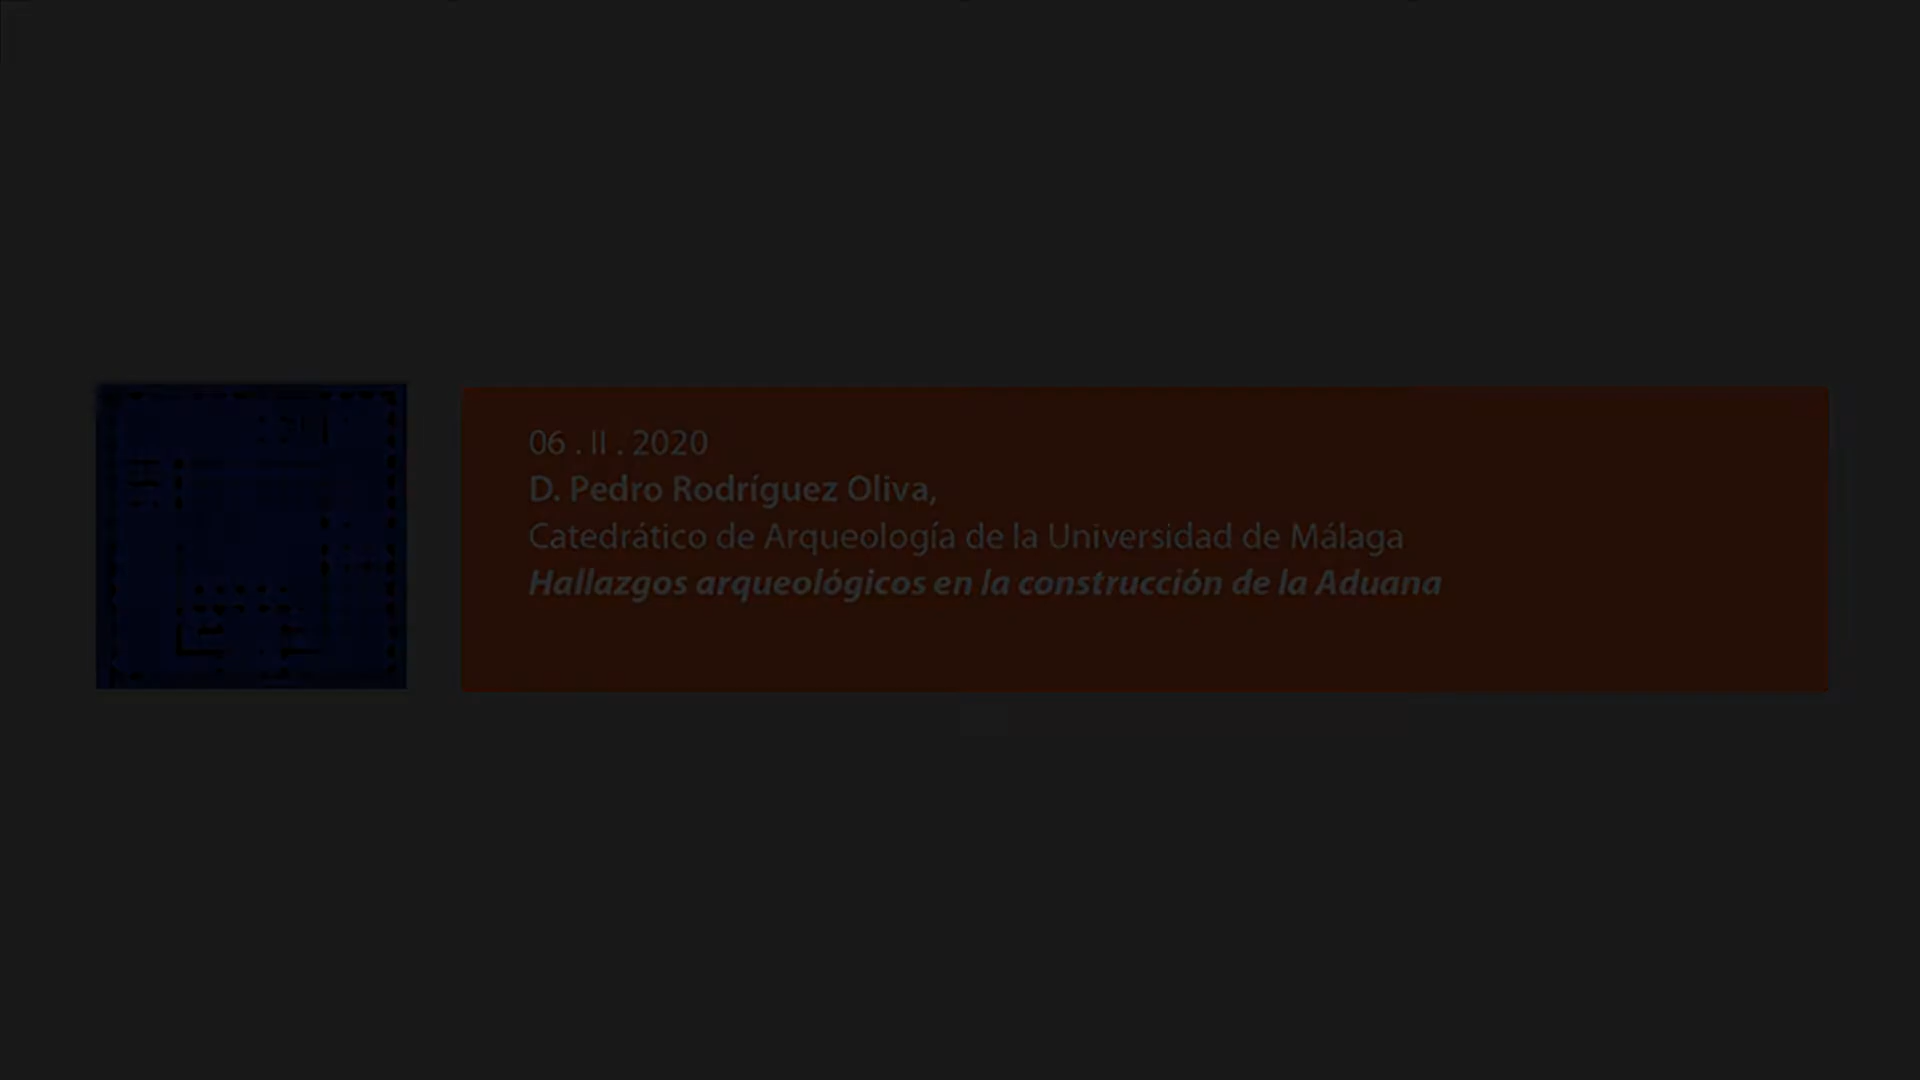 06 . II . 2020
D. Pedro Rodríguez Oliva,
Catedrático de Arqueología de la Universidad de Málaga
Hallazgos arqueológicos en la construcción de la Aduana